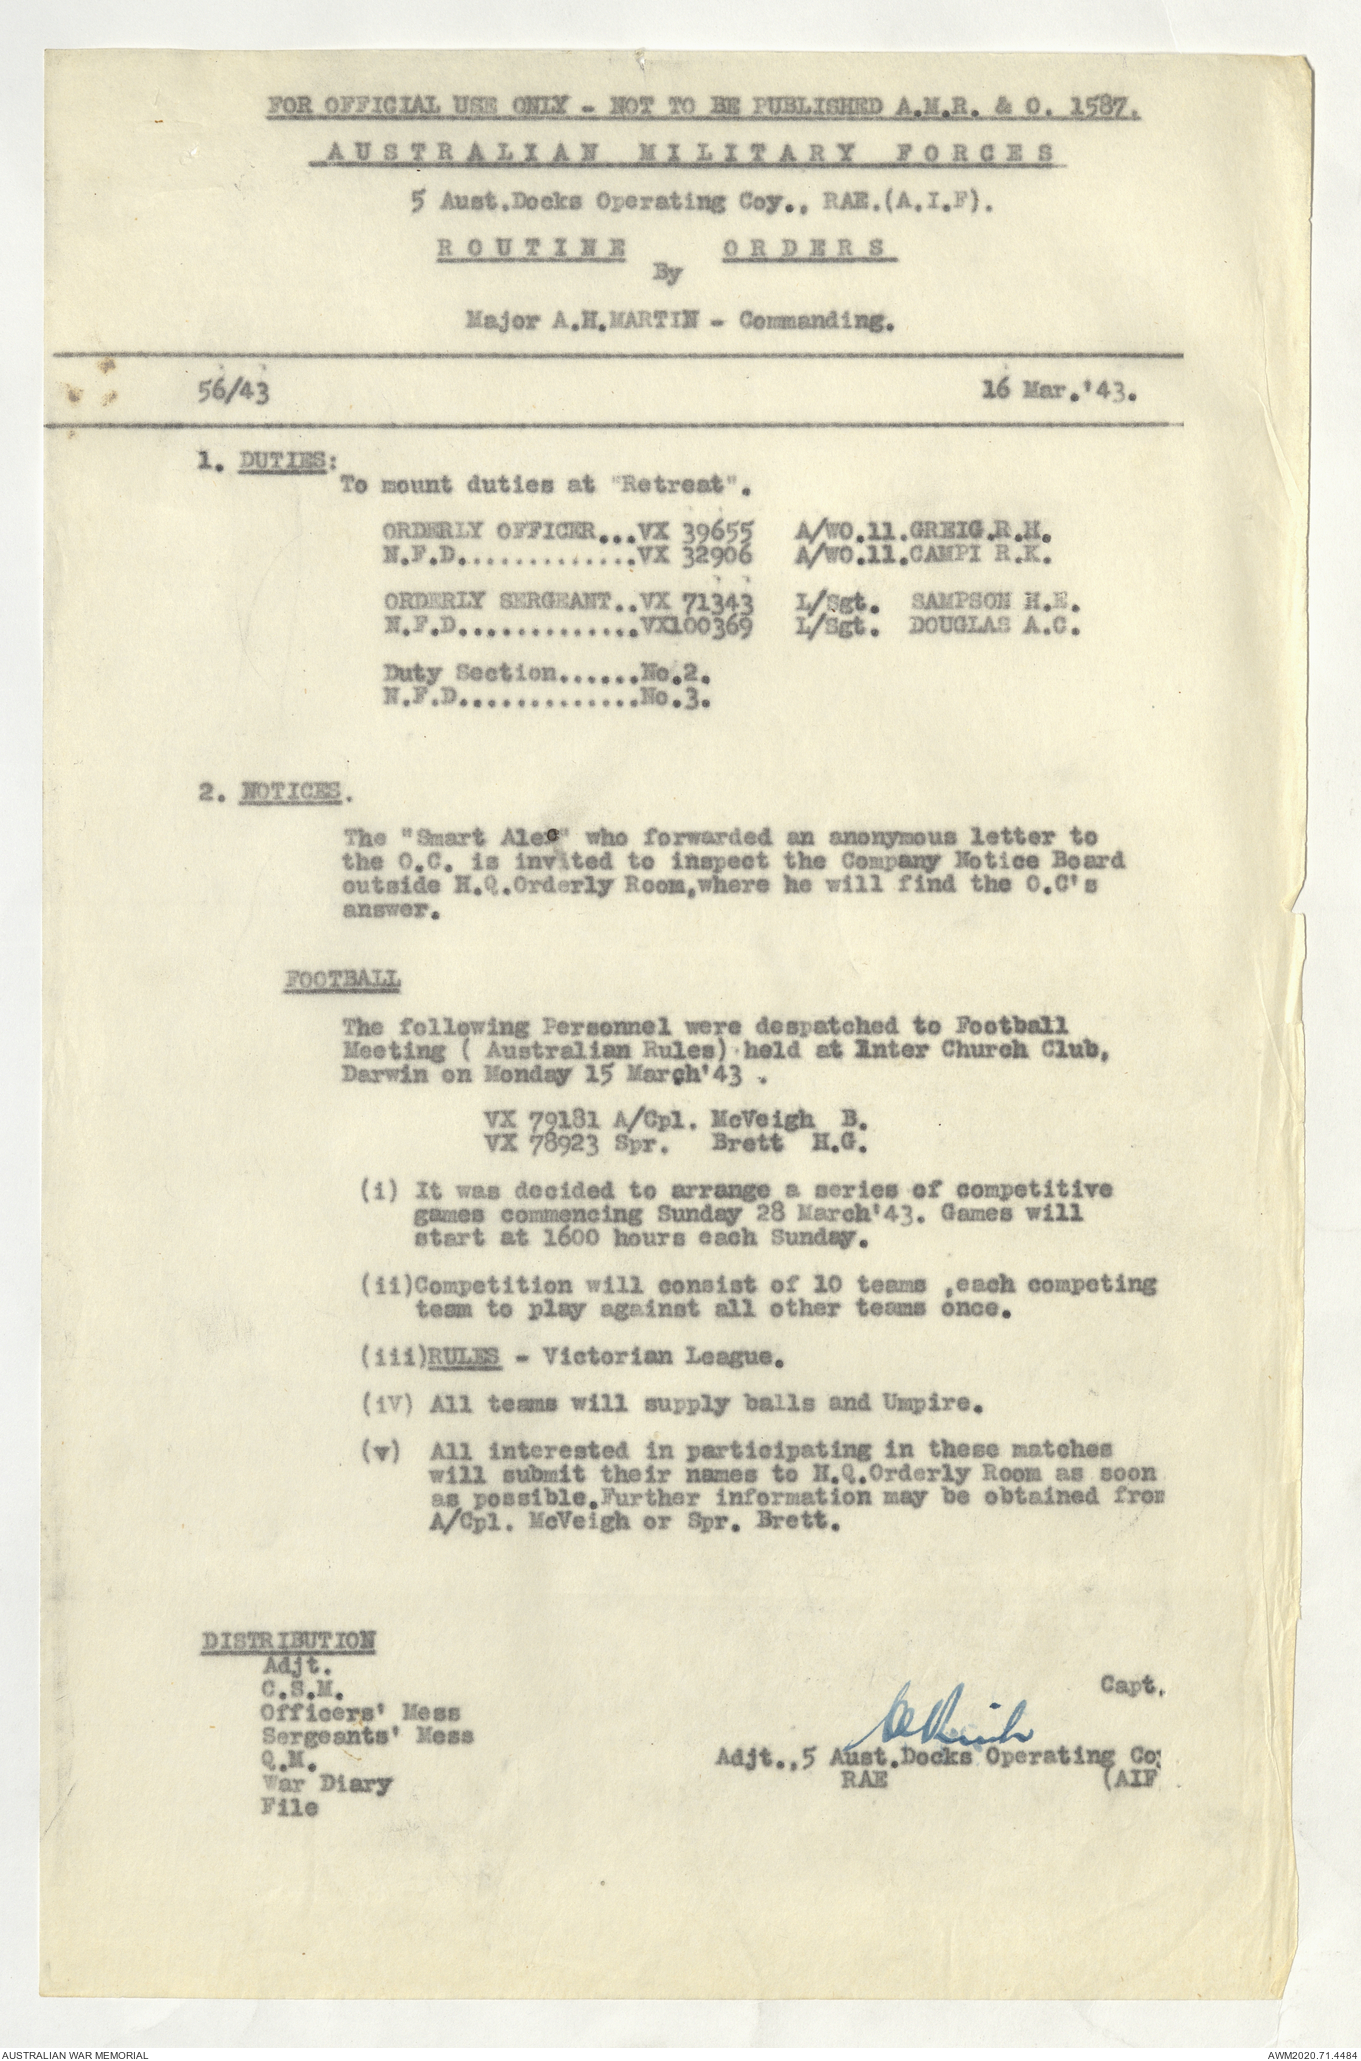 FOR OFFICIAL USE ONLY - NOT TO BE PUBLISHED A.M.R. & O. 1587.
AUSTRALIAN MILITARY FORCES
5 Aust.Docks Operating Coy., RAE.(A.I.F).
ROUTINE ORDERS
By
Major A.H.MARTIN - Commanding.
56/43 16 Mar.'43.
1. DUTIES:
To mount duties at "Retreat".
ORDERLY OFFICER...VX 39655 A/WO.11.GREIG.R.H.
N.F.D.............VX 32906 A/WO.11.CAMPI R.K.
ORDERLY SERGEANT..VX 71343 L/Sgt. SAMPSON H.E.
N.F.D.............VX100369 L/Sgt. DOUGLAS A.C.
Duty Section......No.2.
N.F.D.............No.3.
2. NOTICES.
The "Smart Alec" who forwarded an anonymous letter to
the O.C. is invited to inspect the Company Notice Board
outside H.Q.Orderly Room,where he will find the O.C's
answer.
FOOTBALL
The following Personnel were despatched to Football
Meeting ( Australian Rules) held at Inter Church Club,
Darwin on Monday 15 March'43 .
VX 79181 A/Cpl. McVeigh B.
VX 78923 Spr. Brett H.G.
(i) It was decided to arrange a series of competitive
games commencing Sunday 28 March'43. Games will
start at 1600 hours each Sunday.
(ii)Competition will consist of 10 teams ,each competing
team to play against all other teams once.
(iii)RULES - Victorian League.
(iV) All teams will supply balls and Umpire.
(v) All interested in participating in these matches
will submit their names to H.Q.Orderly Room as soon
as possible.Further information may be obtained from
A/Cpl. McVeigh or Spr. Brett.
DISTRIBUTION
Adjt.
C.S.M.
Officers' Mess
Sergeants' Mess
Q.M.
War Diary
File
Capt.
Adjt.,5 Aust.Docks Operating Coy
RAE (AIF
AUSTRALIAN WAR MEMORIAL AWM2020.71.4484